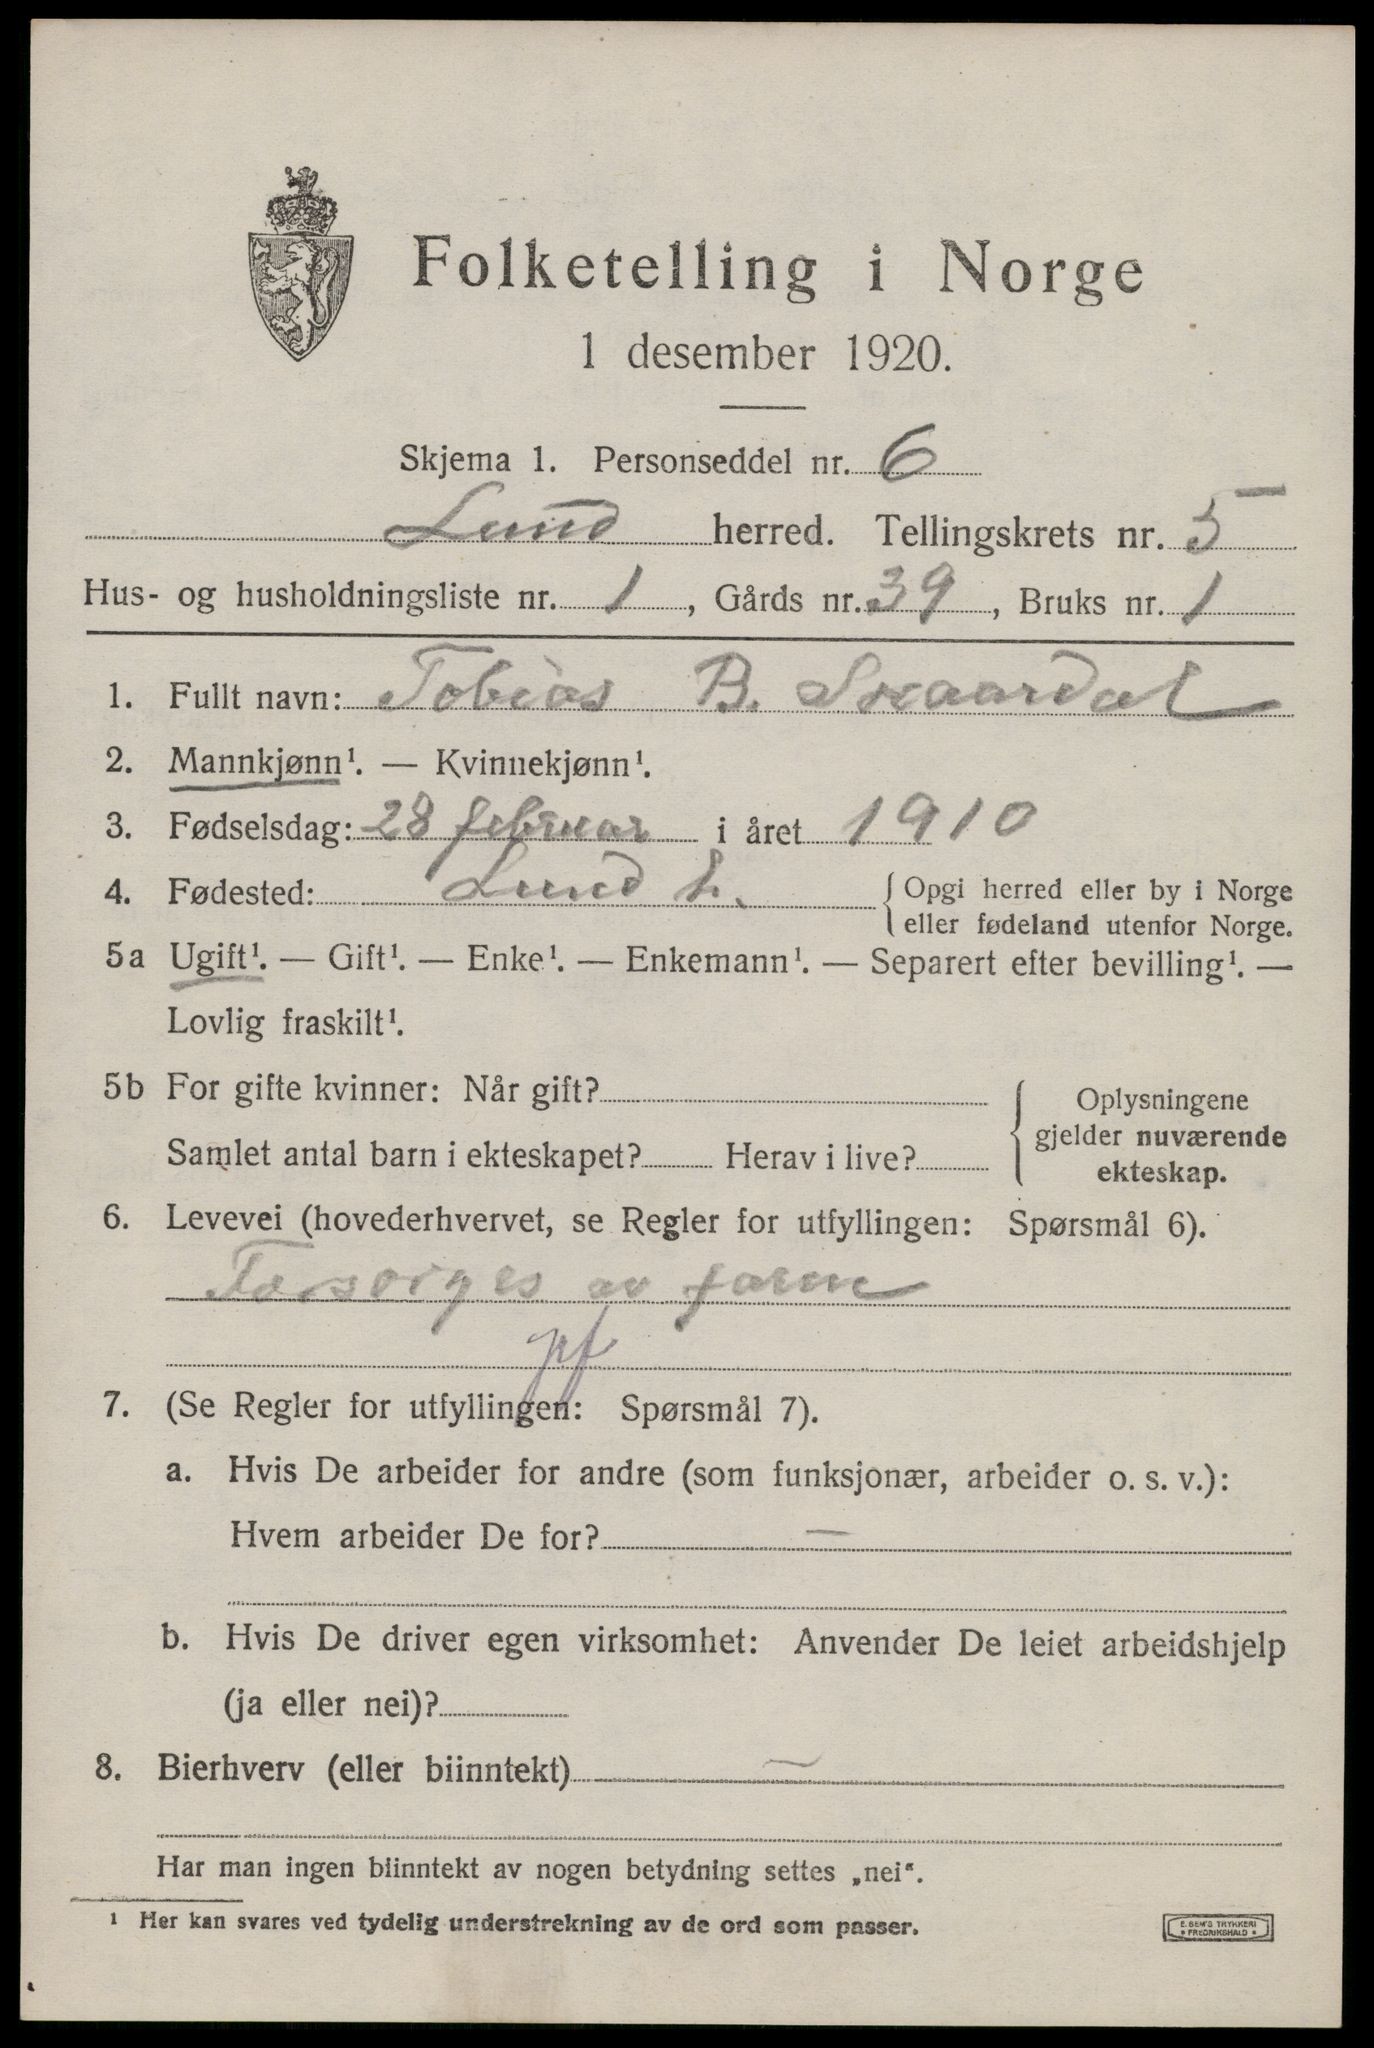 Folketelling i Norge
1 desember 1920.
Skjema 1. Personseddel nr. 6
Lund herred. Tellingskrets nr. 5
Hus- og husholdningsliste nr. 1, Gårds nr. 39, Bruks nr. 1
1. Fullt navn: Tobias B. Skaardal
2. Mannkjønn¹. — Kvinnekjønn¹.
3. Fødselsdag: 28 februar i året 1910
4. Fødested: Lund h. { Opgi herred eller by i Norge
eller fødeland utenfor Norge.
5a Ugift¹. — Gift¹. — Enke¹. — Enkemann¹. — Separert efter bevilling¹. —
Lovlig fraskilt¹.
5b For gifte kvinner: Når gift?
Samlet antal barn i ekteskapet? Herav i live?
Oplysningene
gjelder nuværende
ekteskap.
6. Levevei (hovederhvervet, se Regler for utfyllingen: Spørsmål 6).
Forsørges av faren
pf
7. (Se Regler for utfyllingen: Spørsmål 7).
a. Hvis De arbeider for andre (som funksjonær, arbeider o. s. v.):
Hvem arbeider De for? —
b. Hvis De driver egen virksomhet: Anvender De leiet arbeidshjelp
(ja eller nei)?
8. Bierhverv (eller biinntekt) —
Har man ingen biinntekt av nogen betydning settes „nei“.
¹ Her kan svares ved tydelig understrekning av de ord som passer.
E. SEM'S TRYKKERI
• FREDRIKSHALD •